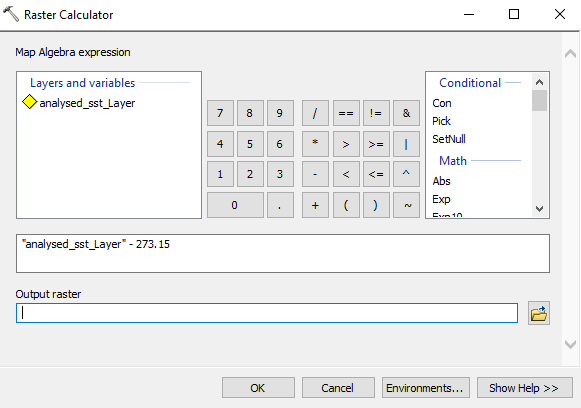 Raster Calculator
Map Algebra expression
Layers and variables
analysed_sst_Layer
7 8 9 / == != &
4 5 6 * > >= |
1 2 3 - < <= ^
0 . + ( ) ~
Conditional
Con
Pick
SetNull
Math
Abs
Exp
Exp10
"analysed_sst_Layer" - 273.15
Output raster
OK Cancel Environments... Show Help >>